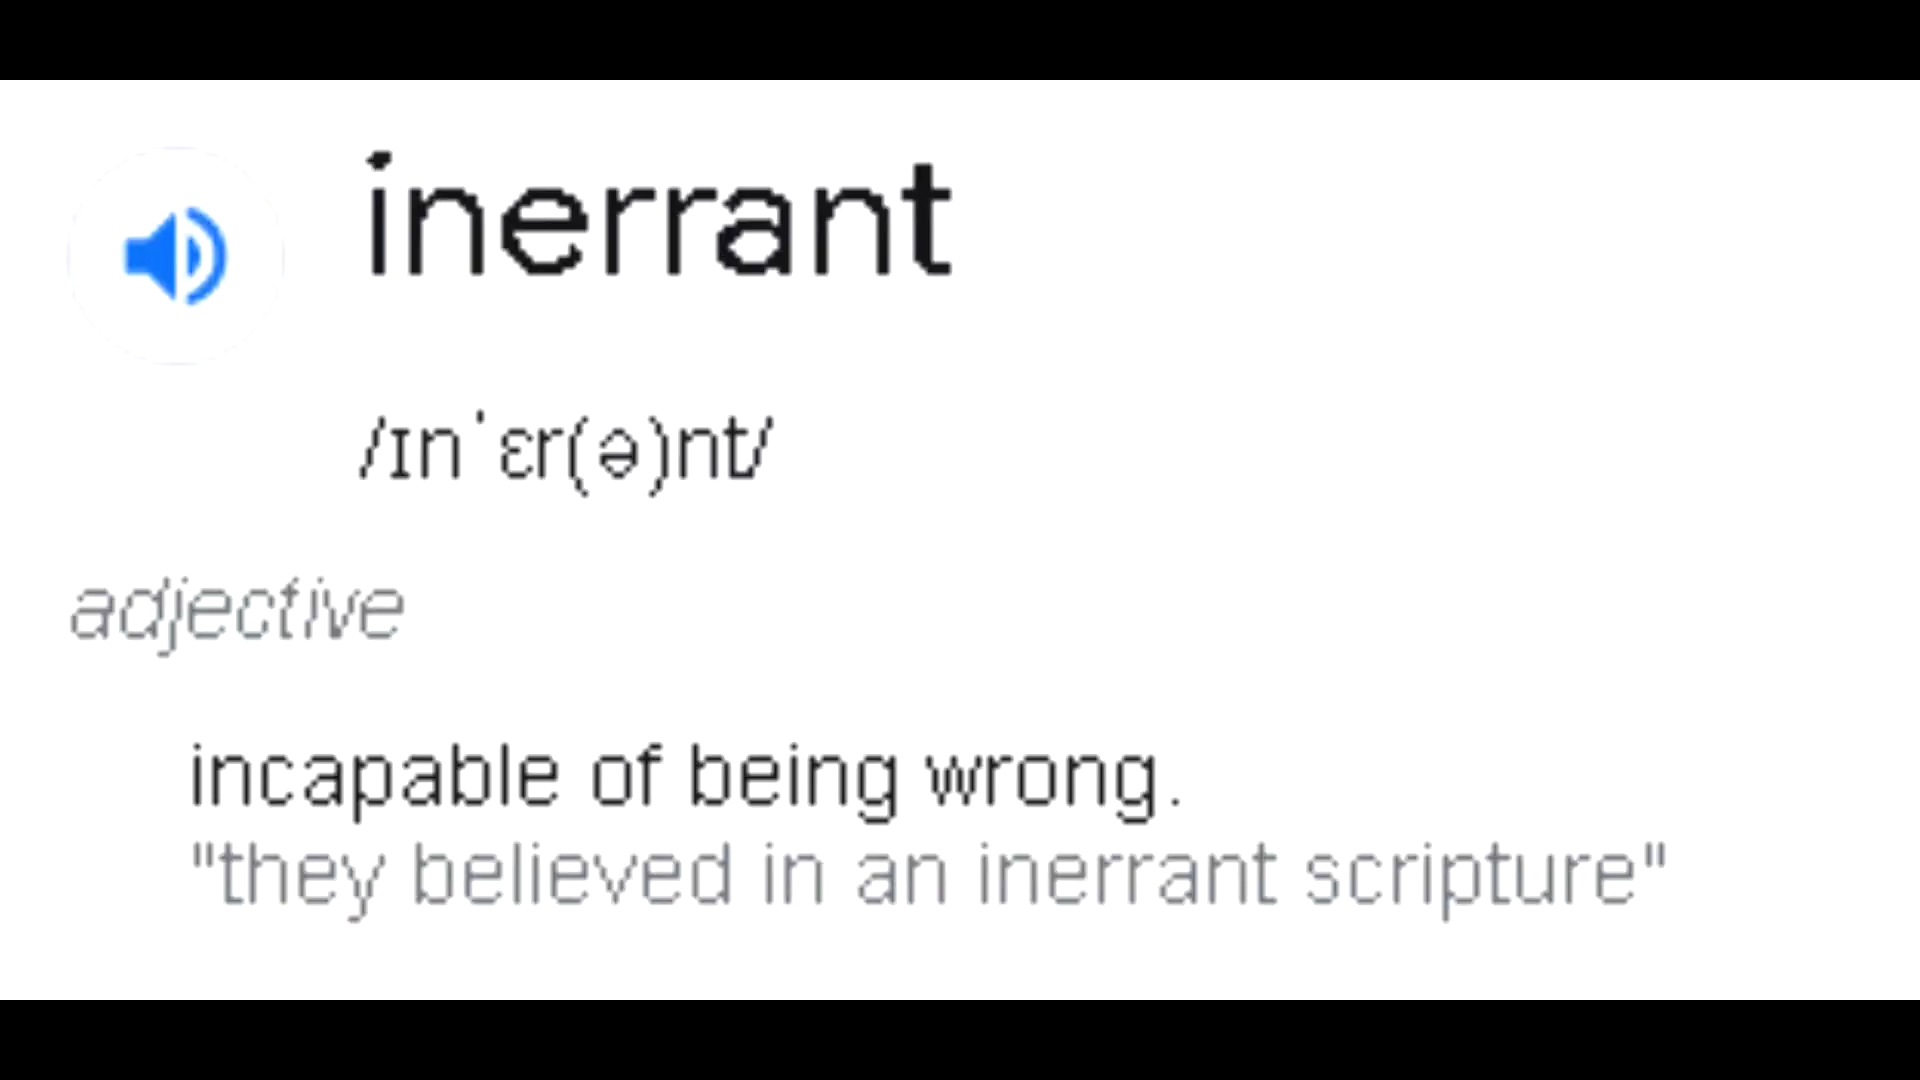 inerrant
/ɪnˈɛr(ə)nt/
adjective
incapable of being wrong.
"they believed in an inerrant scripture"